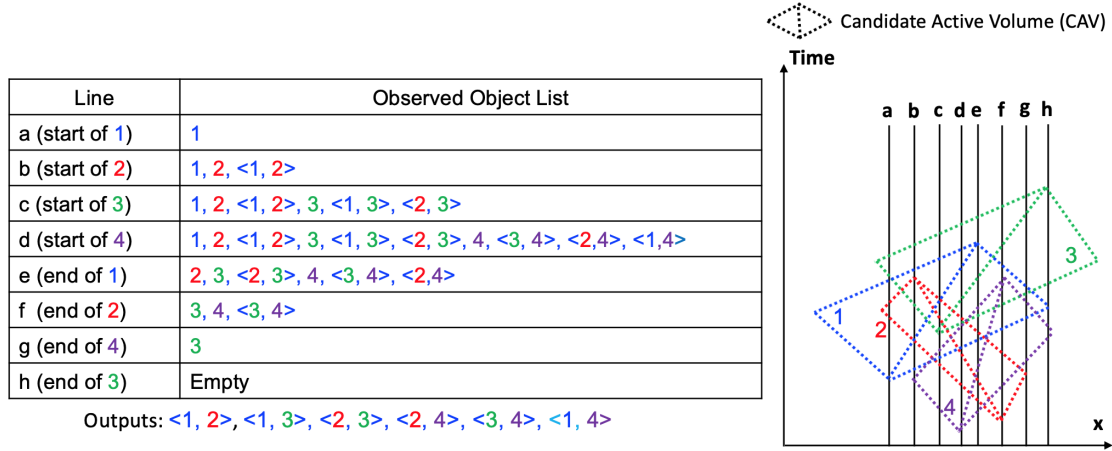 Candidate Active Volume (CAV)
Time
a b c d e f g h
Line Observed Object List
a (start of 1) 1
b (start of 2) 1, 2, <1, 2>
c (start of 3) 1, 2, <1, 2>, 3, <1, 3>, <2, 3>
d (start of 4) 1, 2, <1, 2>, 3, <1, 3>, <2, 3>, 4, <3, 4>, <2,4>, <1,4>
e (end of 1) 2, 3, <2, 3>, 4, <3, 4>, <2,4>
f (end of 2) 3, 4, <3, 4>
g (end of 4) 3
h (end of 3) Empty
Outputs: <1, 2>, <1, 3>, <2, 3>, <2, 4>, <3, 4>, <1, 4>
3
1
2
4
x